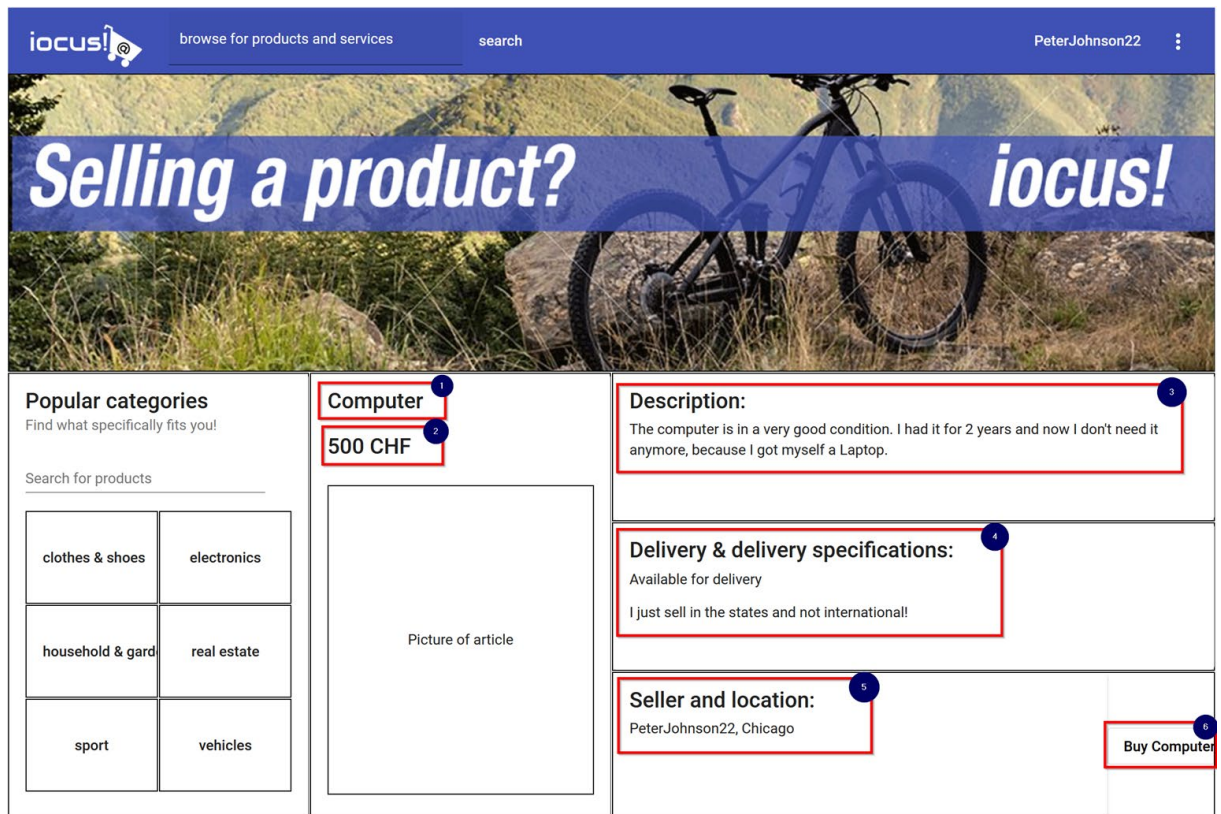 iocus!
browse for products and services
search
PeterJohnson22
Selling a product?
iocus!
Popular categories
Find what specifically fits you!
Search for products
clothes & shoes
electronics
household & gard
real estate
sport
vehicles
Computer
1
500 CHF
2
Picture of article
Description:
3
The computer is in a very good condition. I had it for 2 years and now I don't need it
anymore, because I got myself a Laptop.
Delivery & delivery specifications:
4
Available for delivery
I just sell in the states and not international!
Seller and location:
5
PeterJohnson22, Chicago
6
Buy Computer